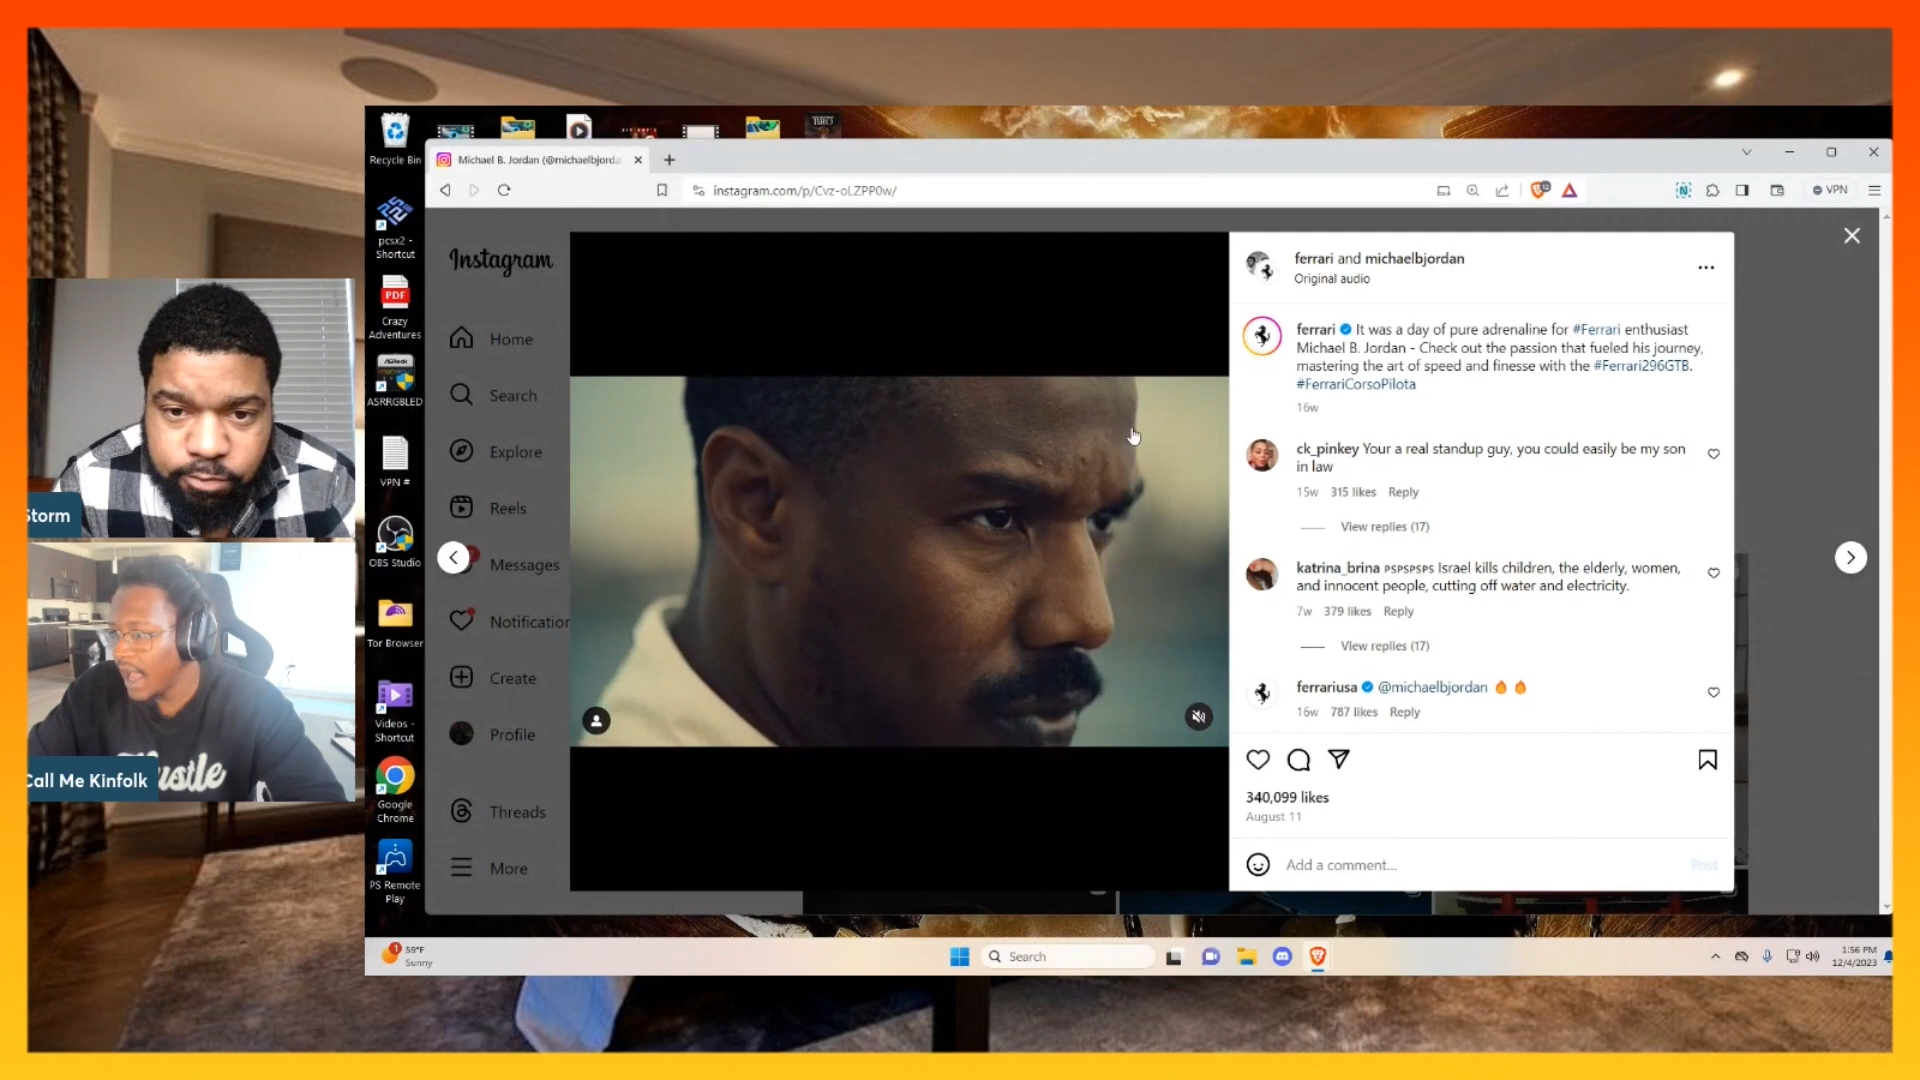 Recycle Bin
pcsx2 -
Shortcut
Crazy
Adventures
ASRRGBLED
VPN #
OBS Studio
Tor Browser
Videos -
Shortcut
Google
Chrome
PS Remote
Play
Michael B. Jordan (@michaelbjorda
instagram.com/p/Cvz-oLZPP0w/
VPN
Instagram
Home
Search
Explore
Reels
Messages
Notification
Create
Profile
Threads
More
ferrari and michaelbjordan
Original audio
ferrari It was a day of pure adrenaline for #Ferrari enthusiast
Michael B. Jordan - Check out the passion that fueled his journey,
mastering the art of speed and finesse with the #Ferrari296GTB.
#FerrariCorsoPilota
16w
ck_pinkey Your a real standup guy, you could easily be my son
in law
15w 315 likes Reply
View replies (17)
katrina_brina PSPSPSPS Israel kills children, the elderly, women,
and innocent people, cutting off water and electricity.
7w 379 likes Reply
View replies (17)
ferrariusa @michaelbjordan 🔥 🔥
16w 787 likes Reply
340,099 likes
August 11
Add a comment...
Post
Storm
Call Me Kinfolk
ustle
59°F
Sunny
Search
1:56 PM
12/4/2023